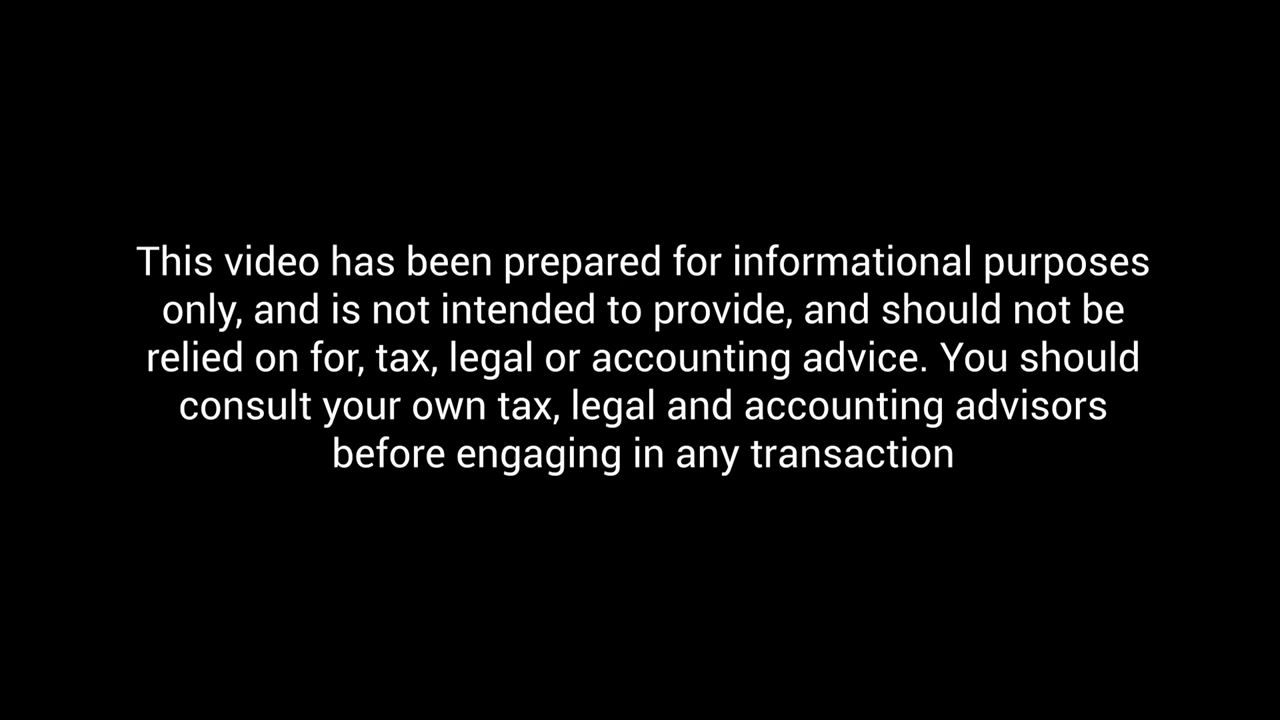 This video has been prepared for informational purposes
only, and is not intended to provide, and should not be
relied on for, tax, legal or accounting advice. You should
consult your own tax, legal and accounting advisors
before engaging in any transaction